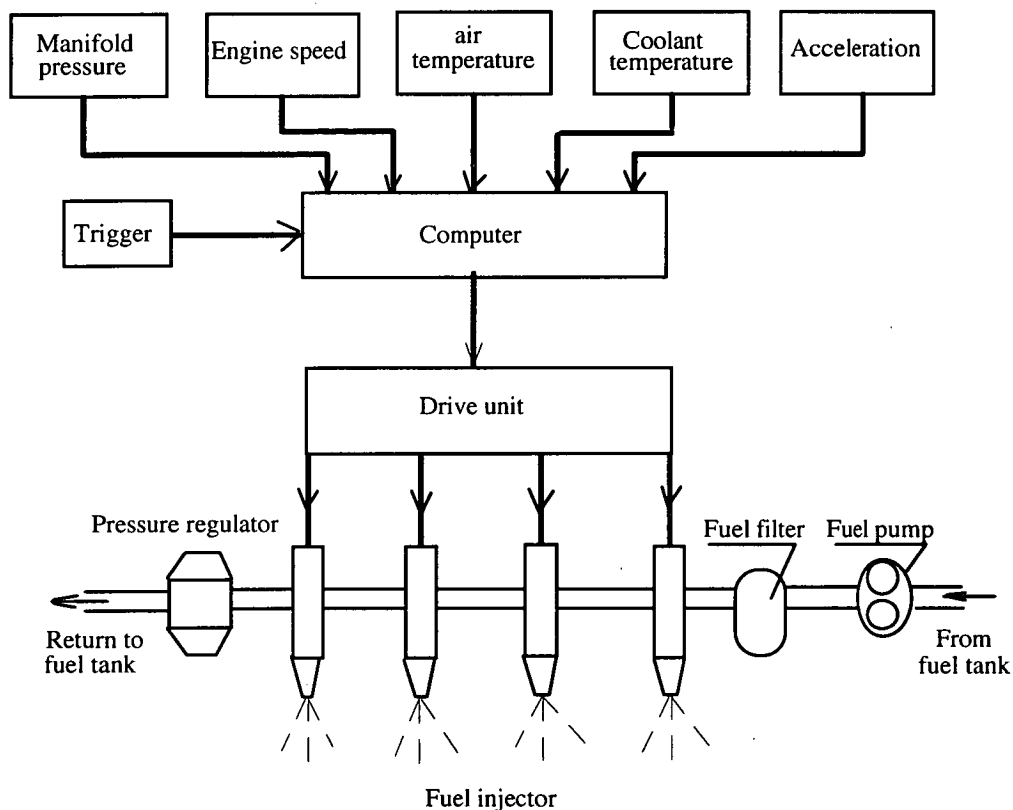 Manifold
pressure
Engine speed
air
temperature
Coolant
temperature
Acceleration
Trigger
Computer
Drive unit
Pressure regulator
Fuel filter
Fuel pump
Return to
fuel tank
From
fuel tank
Fuel injector